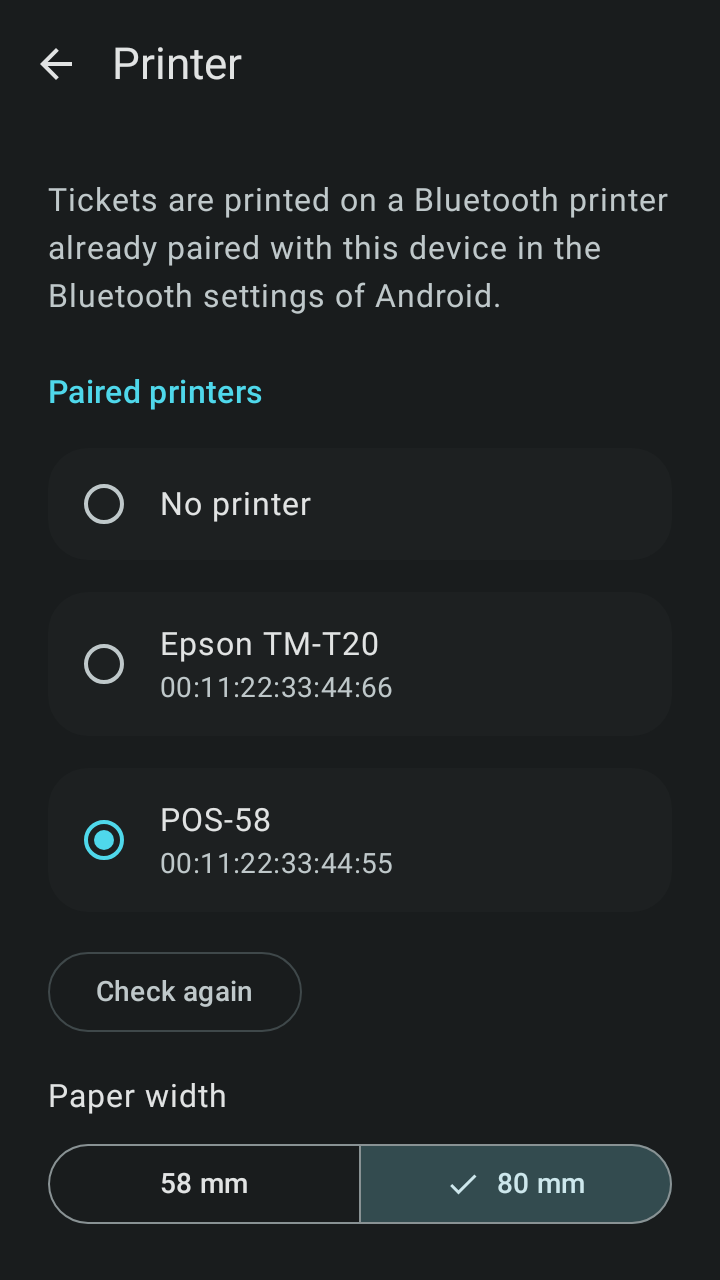 Printer
Tickets are printed on a Bluetooth printer
already paired with this device in the
Bluetooth settings of Android.
Paired printers
No printer
Epson TM-T20
00:11:22:33:44:66
POS-58
00:11:22:33:44:55
Check again
Paper width
58 mm
80 mm